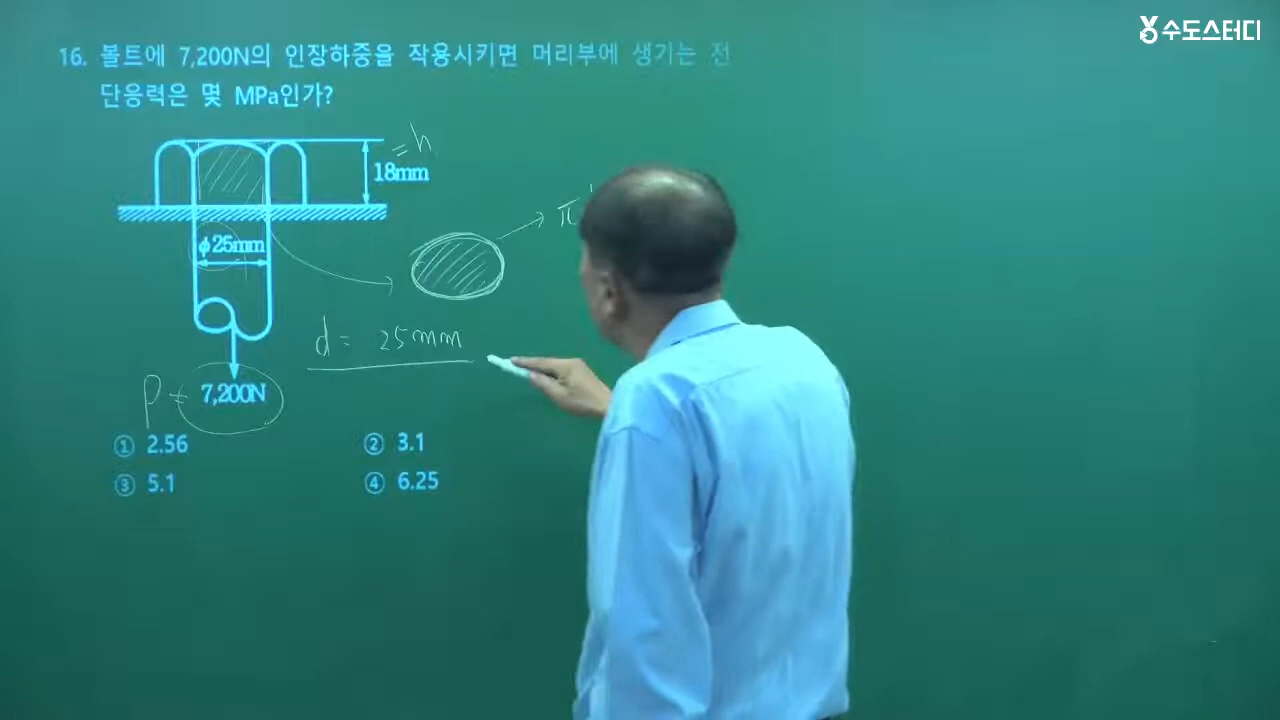 수도스터디
16. 볼트에 7,200N의 인장하중을 작용시키면 머리부에 생기는 전
단응력은 몇 MPa인가?
= h
18mm
π
ϕ25mm
d = 25mm
P = 7,200N
① 2.56 ② 3.1
③ 5.1 ④ 6.25